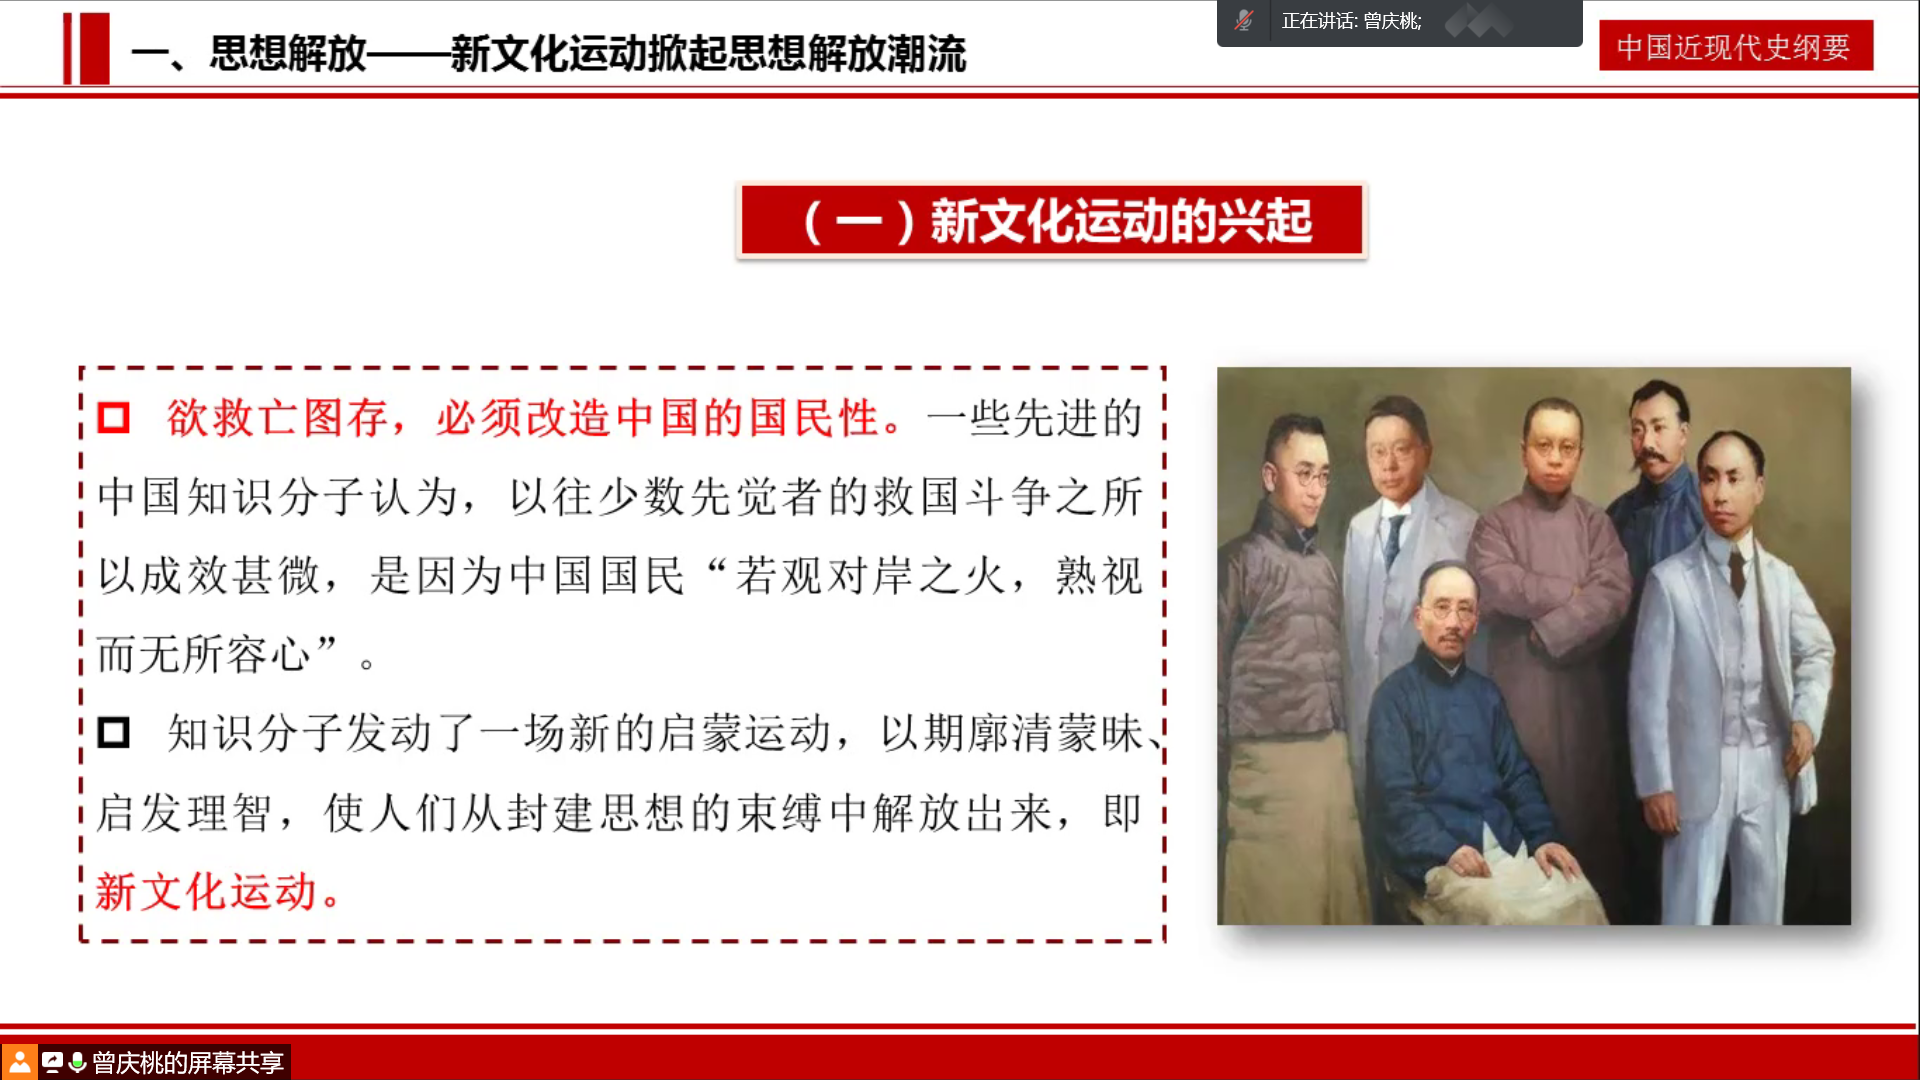 一、思想解放——新文化运动掀起思想解放潮流
正在讲话: 曾庆桃;
中国近现代史纲要
（一）新文化运动的兴起
欲救亡图存，必须改造中国的国民性。一些先进的
中国知识分子认为，以往少数先觉者的救国斗争之所
以成效甚微，是因为中国国民“若观对岸之火，熟视
而无所容心”。
知识分子发动了一场新的启蒙运动，以期廓清蒙昧、
启发理智，使人们从封建思想的束缚中解放出来，即
新文化运动。
曾庆桃的屏幕共享